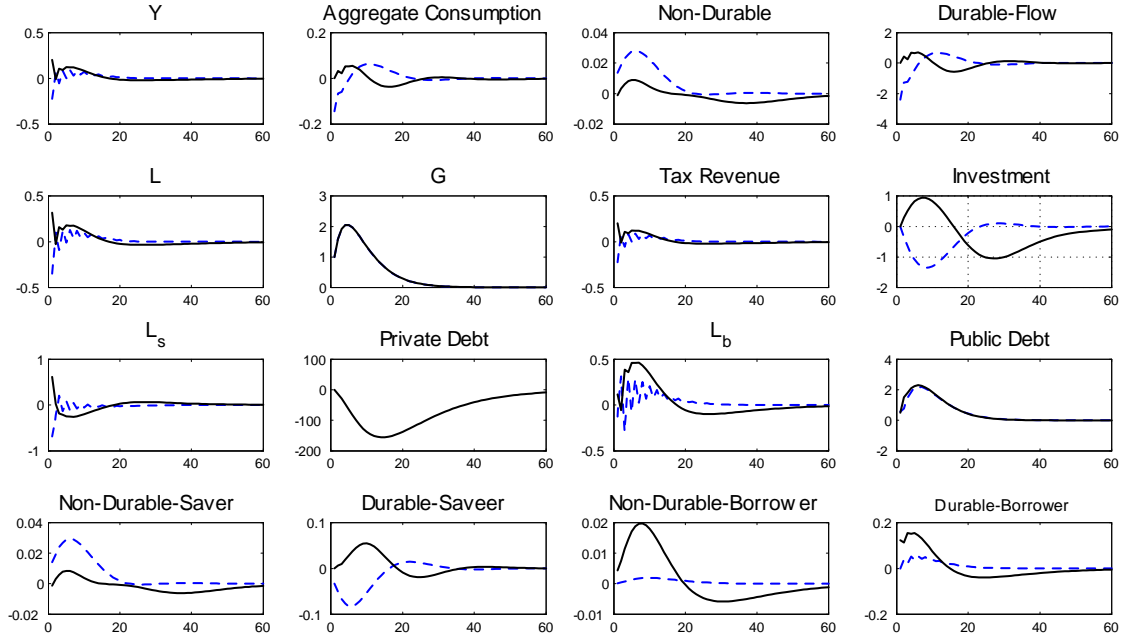 Y
Aggregate Consumption
Non-Durable
Durable-Flow
0.5
0
-0.5
0 20 40 60
0.2
0
-0.2
0 20 40 60
0.04
0.02
0
-0.02
0 20 40 60
2
0
-2
-4
0 20 40 60
L
G
Tax Revenue
Investment
0.5
0
-0.5
0 20 40 60
3
2
1
0
0 20 40 60
0.5
0
-0.5
0 20 40 60
1
0
-1
-2
0 20 40 60
Ls
Private Debt
Lb
Public Debt
1
0
-1
0 20 40 60
100
0
-100
-200
0 20 40 60
0.5
0
-0.5
0 20 40 60
4
2
0
-2
0 20 40 60
Non-Durable-Saver
Durable-Saveer
Non-Durable-Borrower
Durable-Borrower
0.04
0.02
0
-0.02
0 20 40 60
0.1
0
-0.1
0 20 40 60
0.02
0.01
0
-0.01
0 20 40 60
0.2
0
-0.2
0 20 40 60